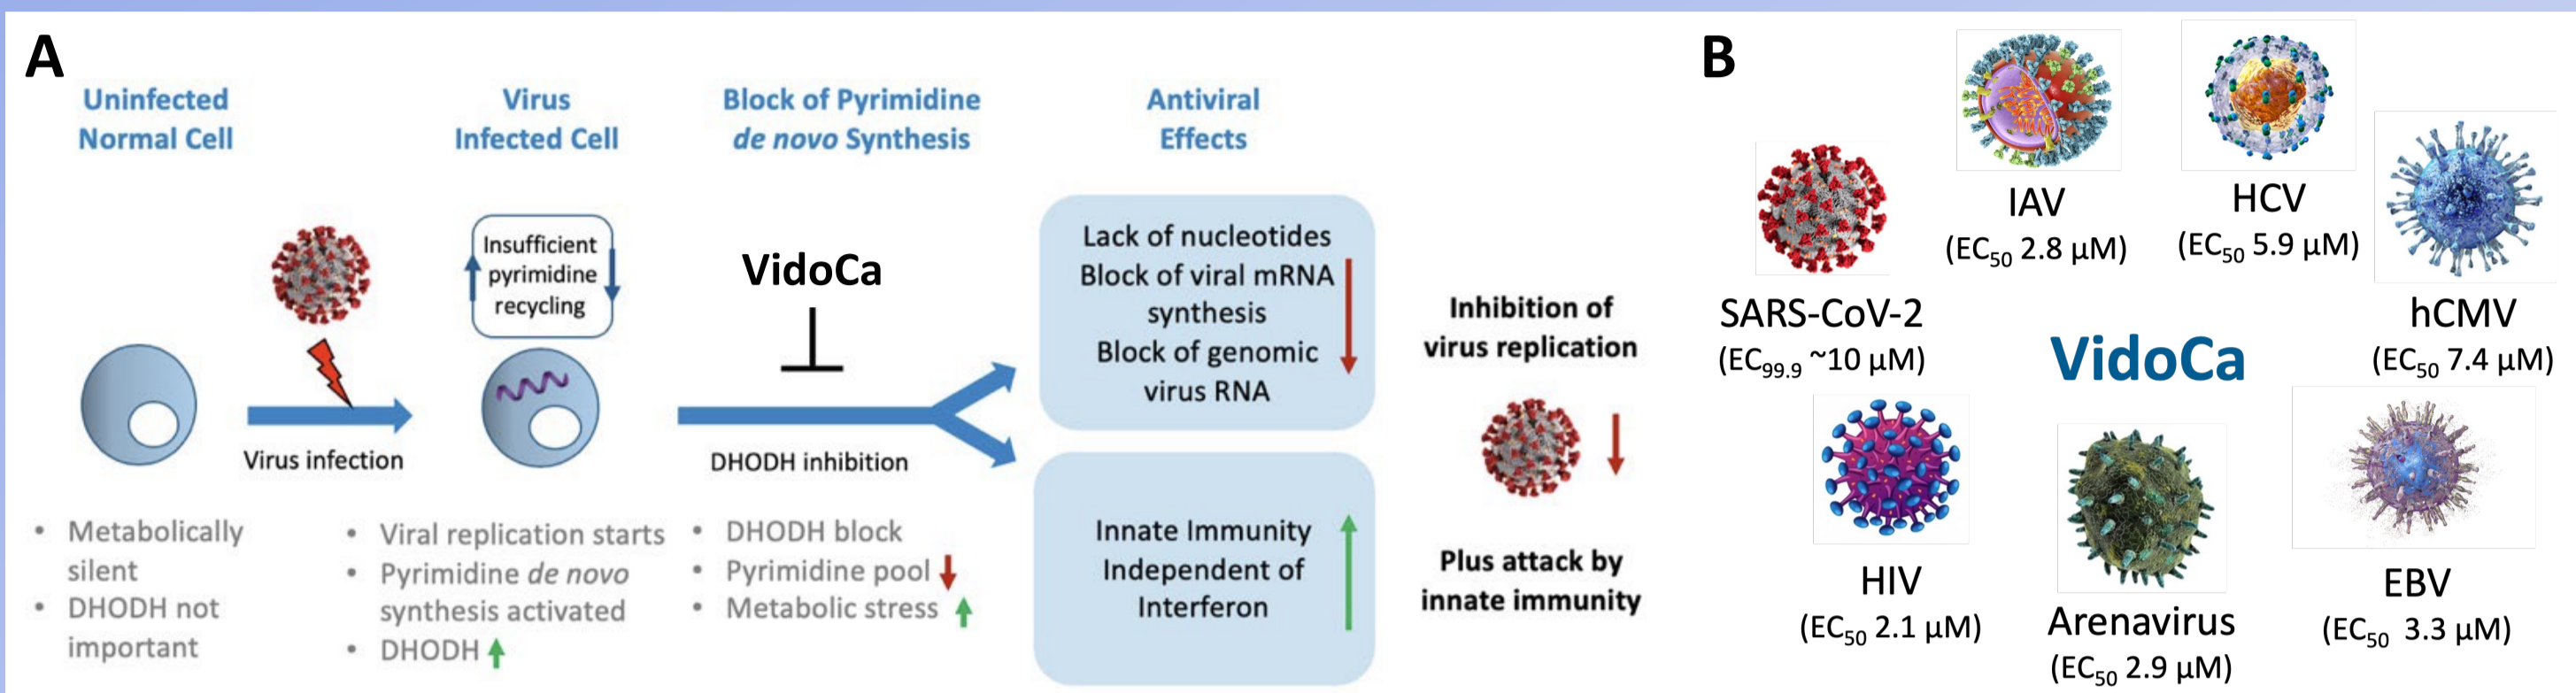 A
Uninfected
Normal Cell
Virus
Infected Cell
Block of Pyrimidine
de novo Synthesis
Antiviral
Effects
Insufficient
pyrimidine
recycling
VidoCa
Virus infection
DHODH inhibition
Lack of nucleotides
Block of viral mRNA
synthesis
Block of genomic
virus RNA
Innate Immunity
Independent of
Interferon
Inhibition of
virus replication
Plus attack by
innate immunity
• Metabolically
silent
• DHODH not
important
• Viral replication starts
• Pyrimidine de novo
synthesis activated
• DHODH
• DHODH block
• Pyrimidine pool
• Metabolic stress
B
SARS-CoV-2
(EC99.9 ~10 µM)
IAV
(EC50 2.8 µM)
HCV
(EC50 5.9 µM)
hCMV
(EC50 7.4 µM)
VidoCa
HIV
(EC50 2.1 µM)
Arenavirus
(EC50 2.9 µM)
EBV
(EC50 3.3 µM)